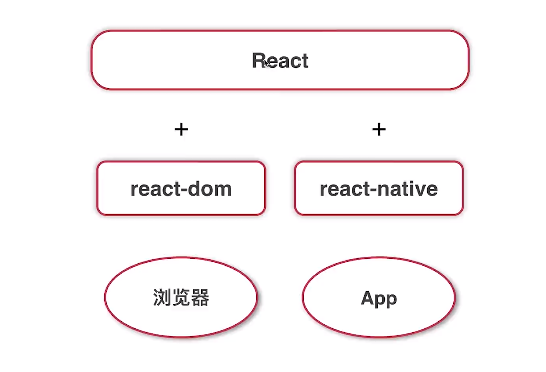 React
+ +
react-dom react-native
浏览器 App